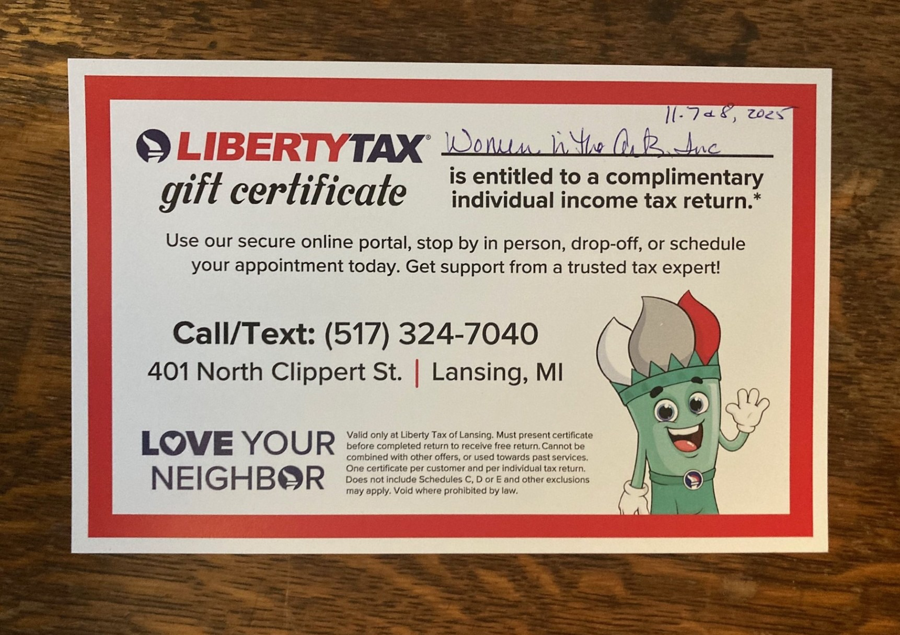 11.7 & 8, 2025
LIBERTYTAX®
gift certificate
Women in the Arts, Inc
is entitled to a complimentary
individual income tax return.*
Use our secure online portal, stop by in person, drop-off, or schedule
your appointment today. Get support from a trusted tax expert!
Call/Text: (517) 324-7040
401 North Clippert St. | Lansing, MI
LOVE YOUR
NEIGHBOR
Valid only at Liberty Tax of Lansing. Must present certificate
before completed return to receive free return. Cannot be
combined with other offers, or used towards past services.
One certificate per customer and per individual tax return.
Does not include Schedules C, D or E and other exclusions
may apply. Void where prohibited by law.